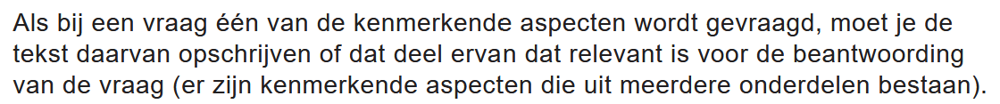 Als bij een vraag één van de kenmerkende aspecten wordt gevraagd, moet je de
tekst daarvan opschrijven of dat deel ervan dat relevant is voor de beantwoording
van de vraag (er zijn kenmerkende aspecten die uit meerdere onderdelen bestaan).